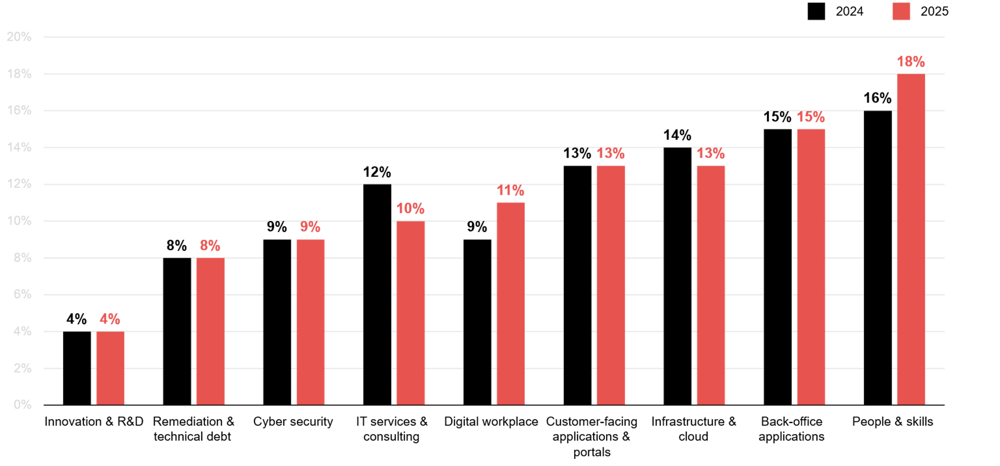 2024 2025
20%
18%
16%
14%
12%
10%
8%
6%
4%
2%
0%
4% 4%
8% 8%
9% 9%
12% 10%
9% 11%
13% 13%
14% 13%
15% 15%
16% 18%
Innovation & R&D
Remediation &
technical debt
Cyber security
IT services &
consulting
Digital workplace
Customer-facing
applications &
portals
Infrastructure &
cloud
Back-office
applications
People & skills